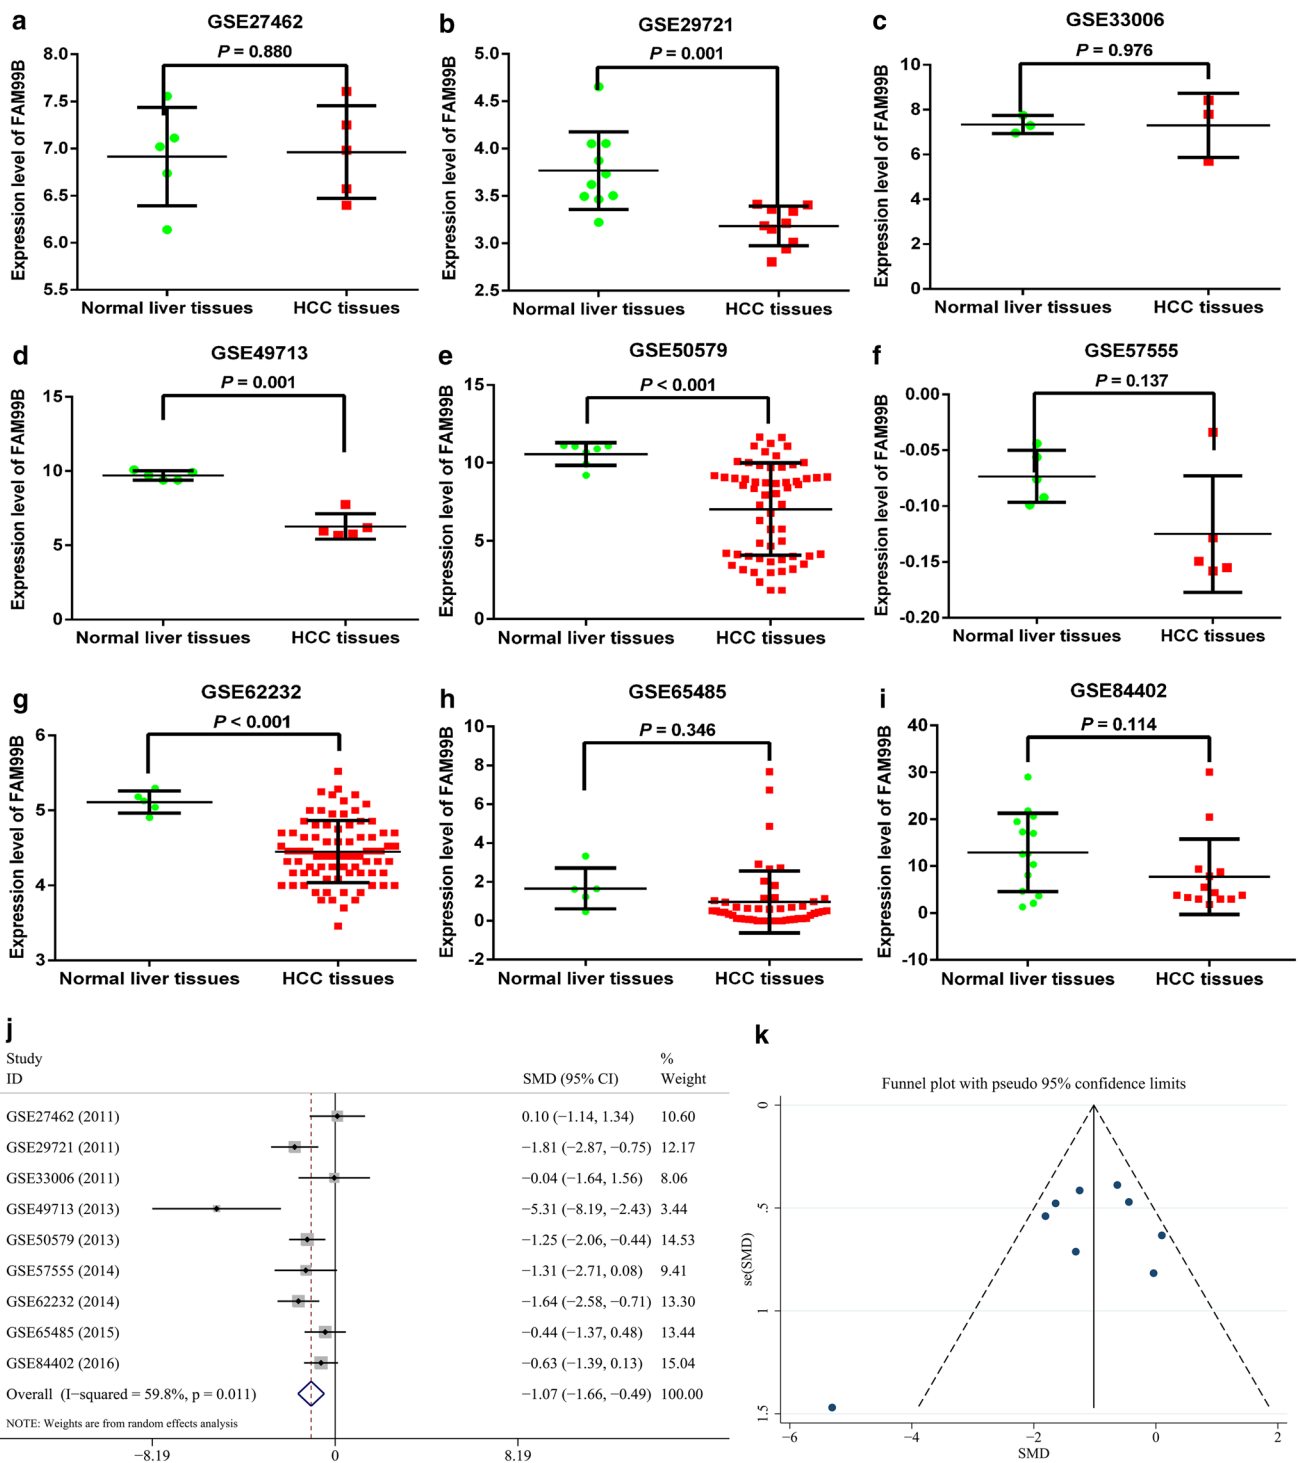 a
GSE27462
P = 0.880
Expression level of FAM99B
8.0
7.5
7.0
6.5
6.0
5.5
Normal liver tissues
HCC tissues
b
GSE29721
P = 0.001
Expression level of FAM99B
5.0
4.5
4.0
3.5
3.0
2.5
Normal liver tissues
HCC tissues
c
GSE33006
P = 0.976
Expression level of FAM99B
10
8
6
4
2
0
Normal liver tissues
HCC tissues
d
GSE49713
P = 0.001
Expression level of FAM99B
15
10
5
0
Normal liver tissues
HCC tissues
e
GSE50579
P < 0.001
Expression level of FAM99B
15
10
5
0
Normal liver tissues
HCC tissues
f
GSE57555
P = 0.137
Expression level of FAM99B
0.00
-0.05
-0.10
-0.15
-0.20
Normal liver tissues
HCC tissues
g
GSE62232
P < 0.001
Expression level of FAM99B
6
5
4
3
Normal liver tissues
HCC tissues
h
GSE65485
P = 0.346
Expression level of FAM99B
10
8
6
4
2
0
-2
Normal liver tissues
HCC tissues
i
GSE84402
P = 0.114
Expression level of FAM99B
40
30
20
10
0
-10
Normal liver tissues
HCC tissues
j
Study %
ID SMD (95% CI) Weight
GSE27462 (2011) 0.10 (−1.14, 1.34) 10.60
GSE29721 (2011) −1.81 (−2.87, −0.75) 12.17
GSE33006 (2011) −0.04 (−1.64, 1.56) 8.06
GSE49713 (2013) −5.31 (−8.19, −2.43) 3.44
GSE50579 (2013) −1.25 (−2.06, −0.44) 14.53
GSE57555 (2014) −1.31 (−2.71, 0.08) 9.41
GSE62232 (2014) −1.64 (−2.58, −0.71) 13.30
GSE65485 (2015) −0.44 (−1.37, 0.48) 13.44
GSE84402 (2016) −0.63 (−1.39, 0.13) 15.04
Overall (I−squared = 59.8%, p = 0.011) −1.07 (−1.66, −0.49) 100.00
NOTE: Weights are from random effects analysis
−8.19 0 8.19
k
Funnel plot with pseudo 95% confidence limits
se(SMD)
0
.5
1
1.5
−6 −4 −2 0 2
SMD